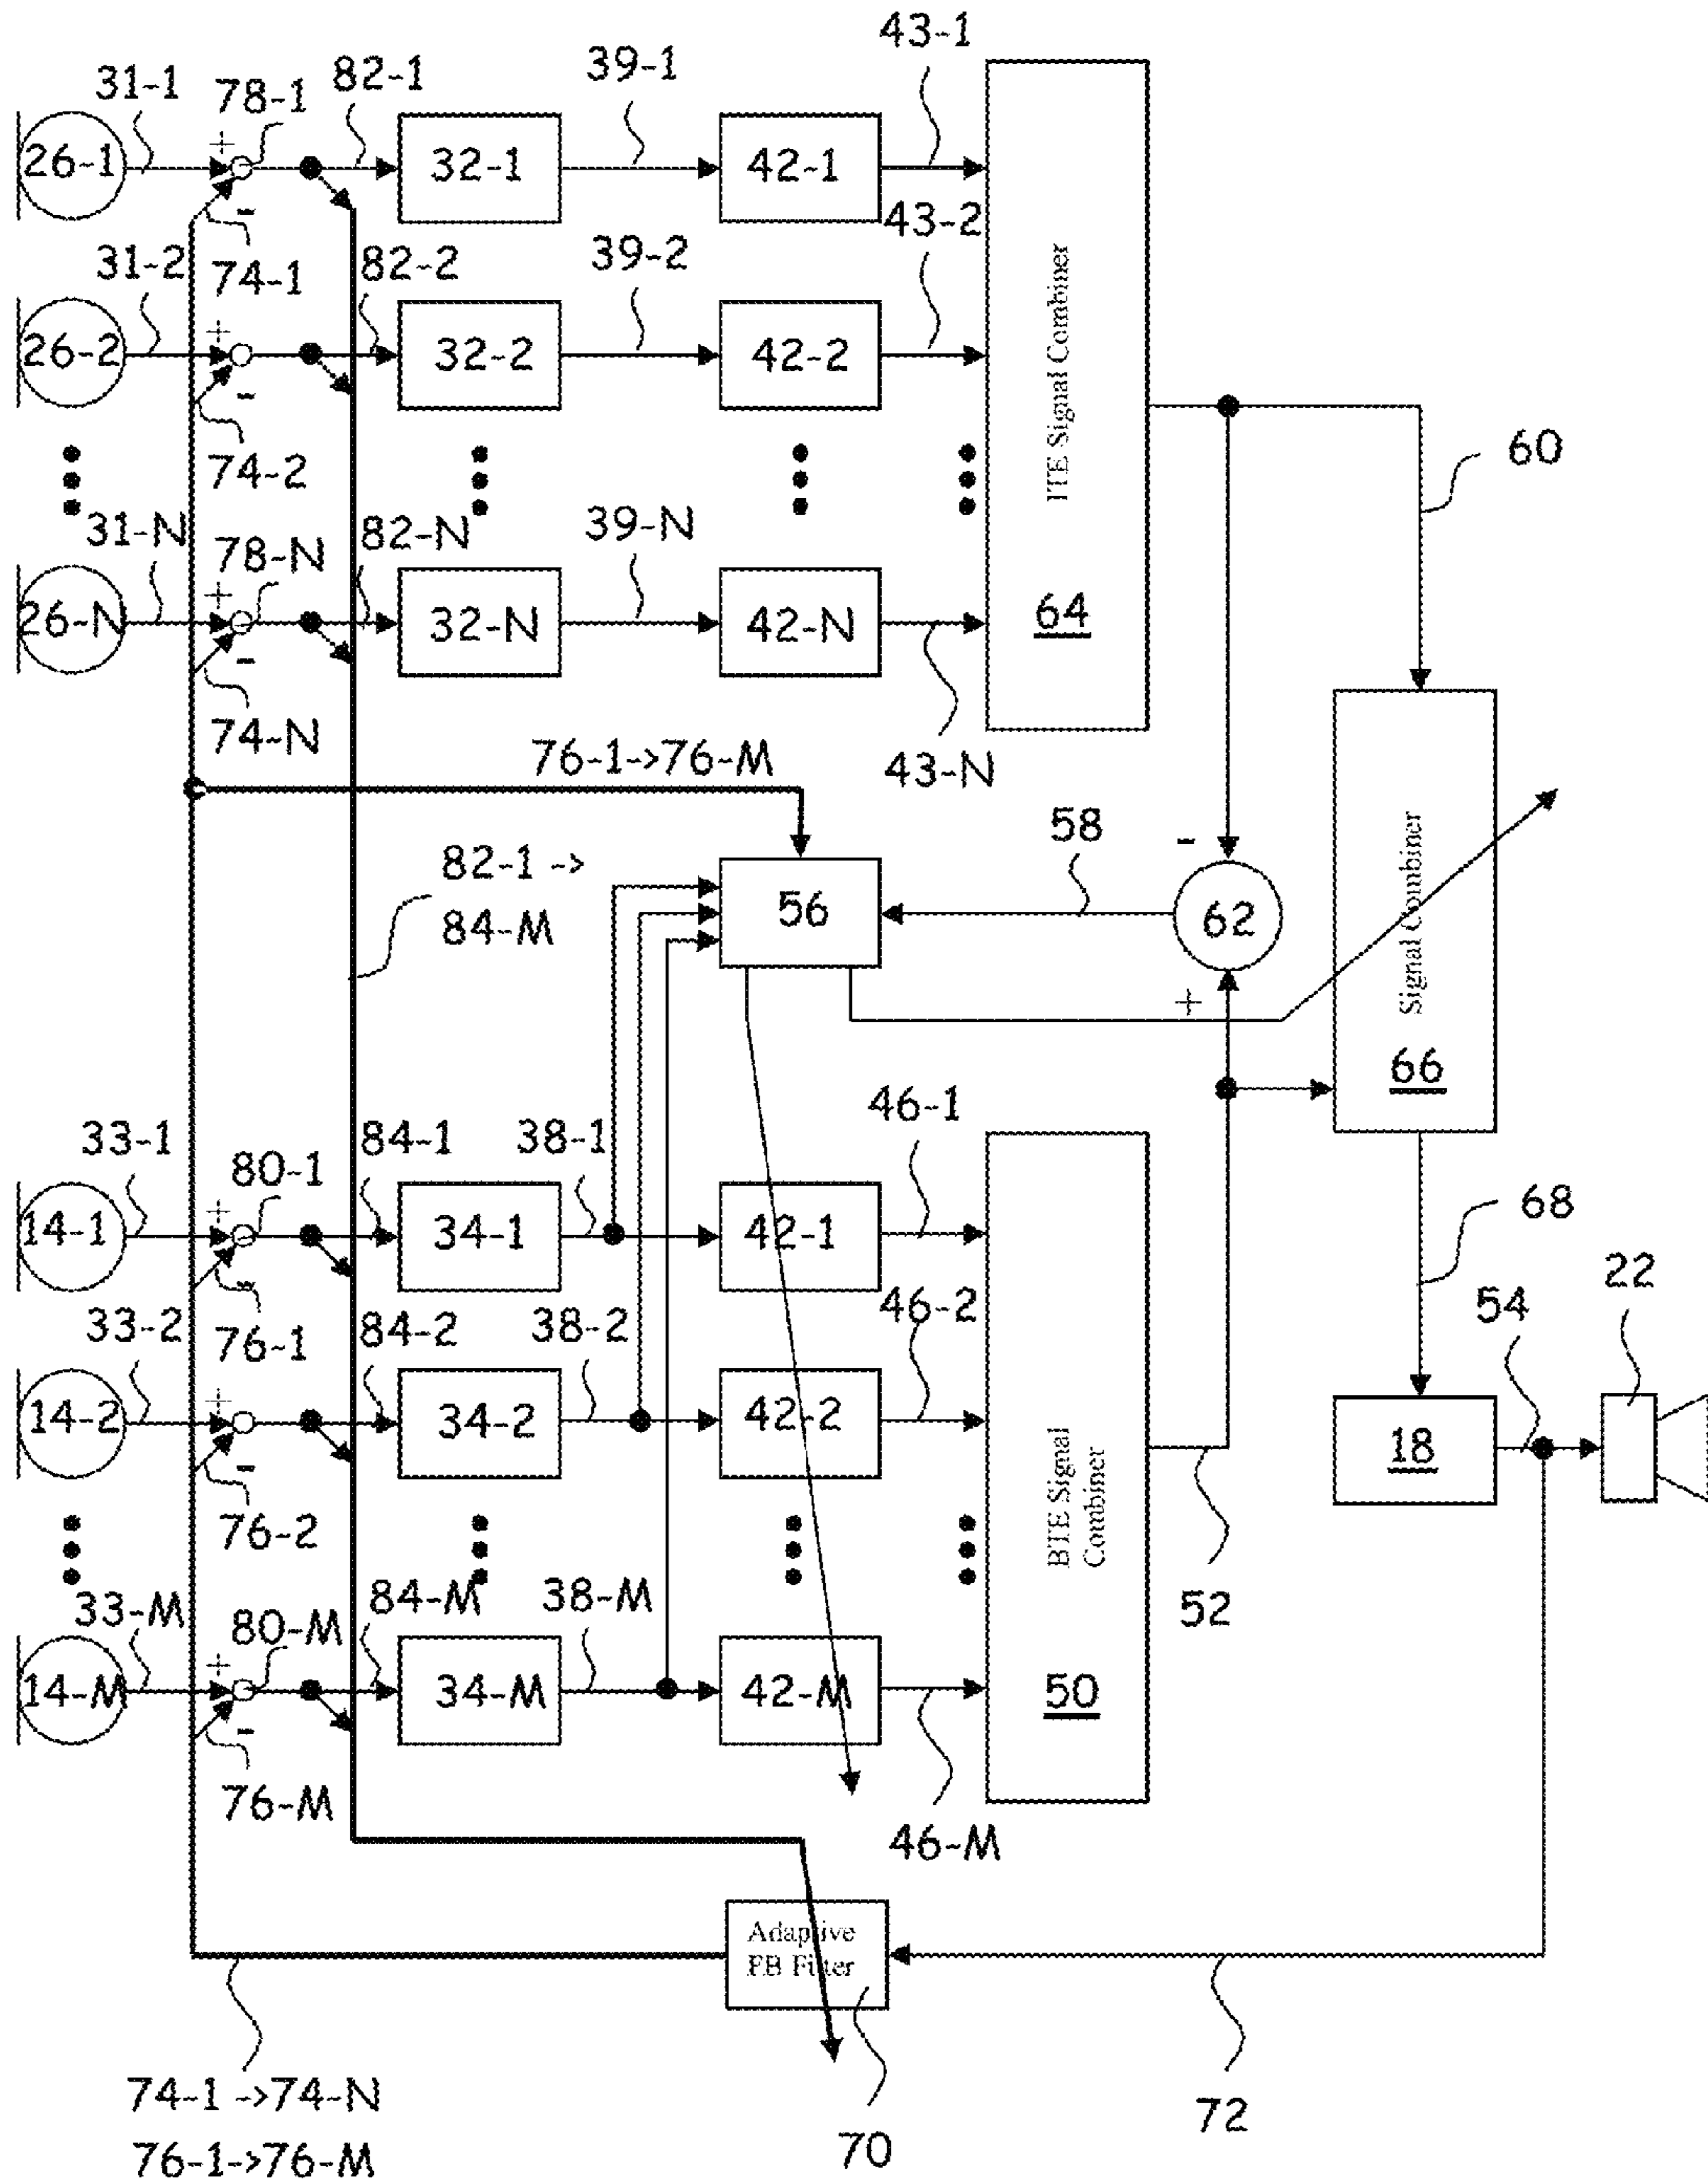 43-1
31-1 78-1 82-1 39-1
+
26-1 32-1 42-1
-
31-2 74-1 82-2 39-2 43-2
+
26-2 32-2 42-2
-
74-2
ITE Signal Combiner
60
31-N 78-N 82-N 39-N
+
26-N 32-N 42-N 64
-
74-N
76-1->76-M 43-N
58 -
82-1 ->
84-M
56 62
Signal Combiner
+
66
33-1 80-1 84-1 38-1 46-1
+
14-1 34-1 42-1
-
68
33-2 76-1 84-2 38-2 46-2
54 22
+
14-2 34-2 42-2
18
-
76-2
BTE Signal
Combiner
52
33-M 80-M 84-M 38-M
+
14-M 34-M 42-M 50
-
76-M
46-M
Adaptive
FB Filter
74-1 ->74-N
76-1->76-M
70
72